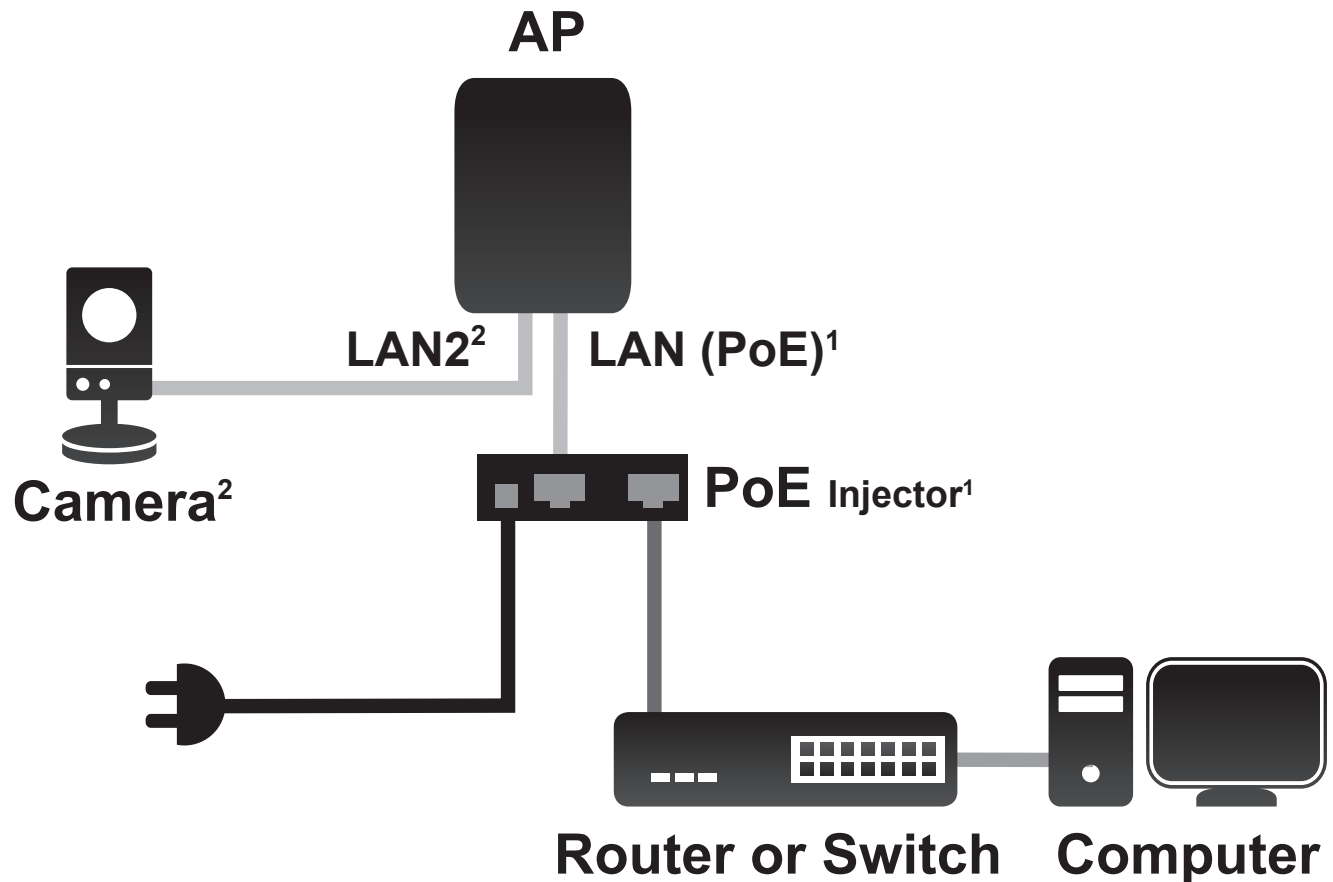 AP
LAN2²
LAN (PoE)¹
Camera²
PoE Injector¹
Router or Switch
Computer